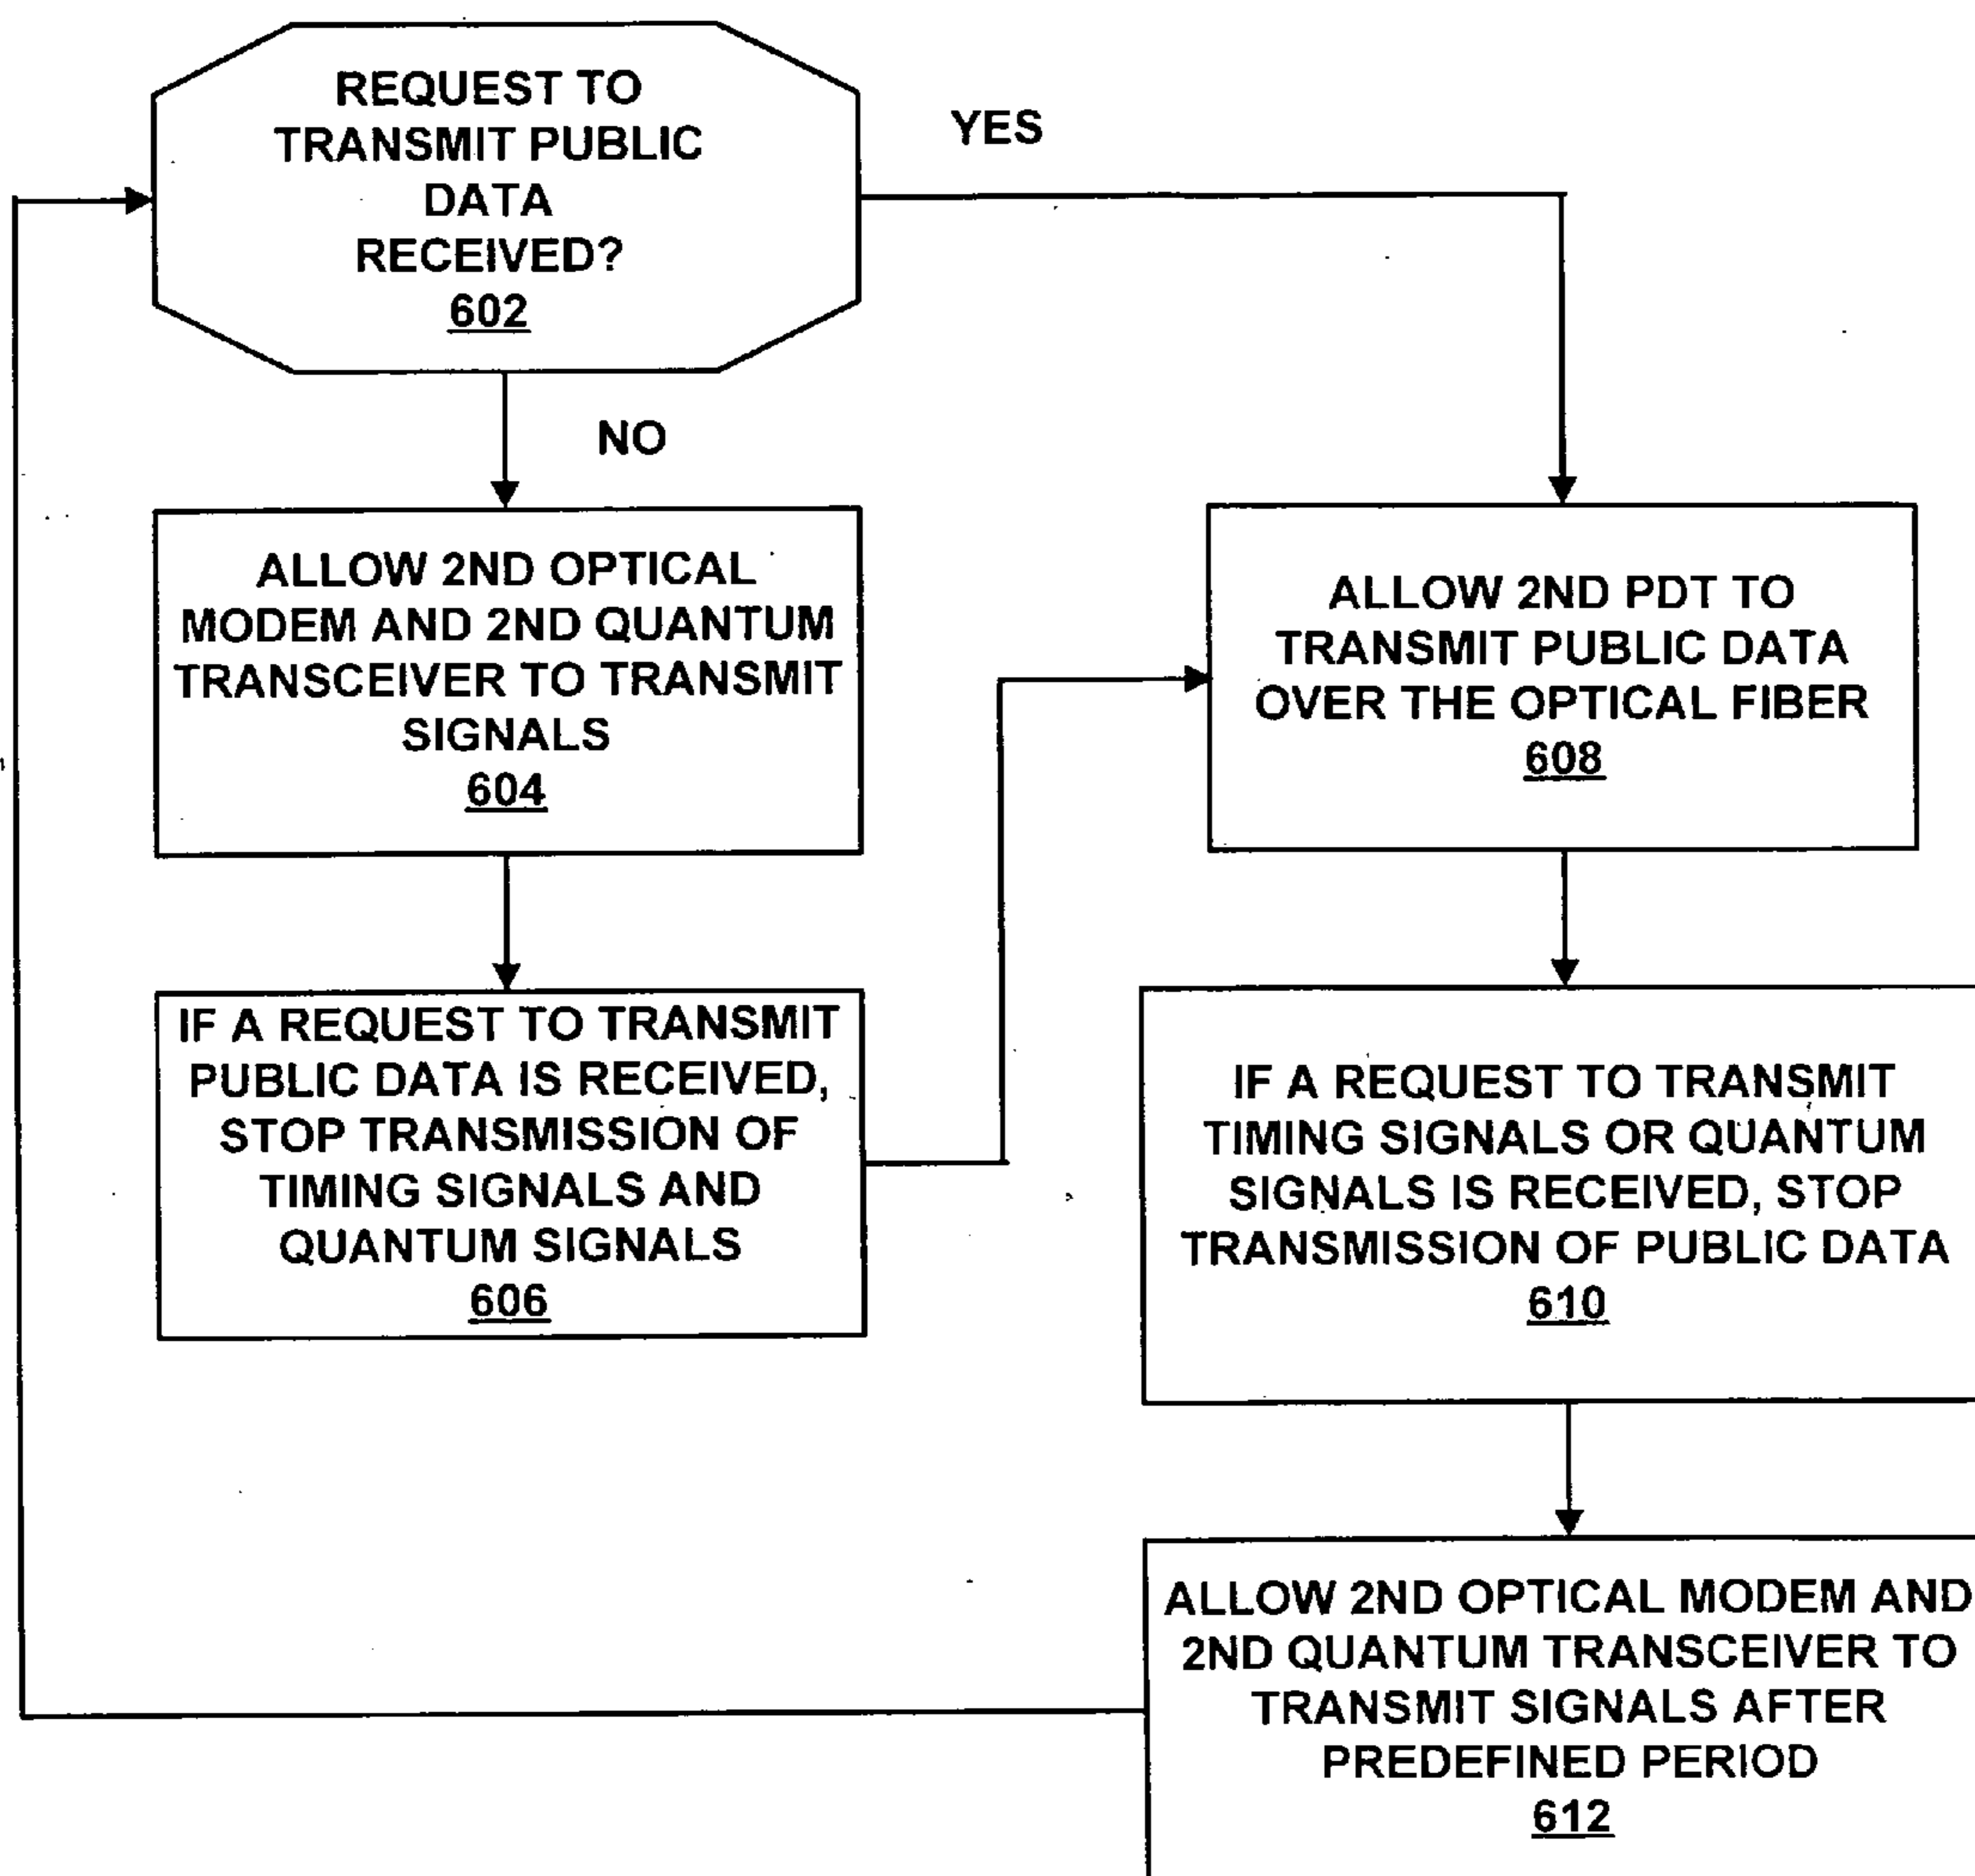 REQUEST TO
TRANSMIT PUBLIC
DATA
RECEIVED?
602
YES
NO
ALLOW 2ND OPTICAL
MODEM AND 2ND QUANTUM
TRANSCEIVER TO TRANSMIT
SIGNALS
604
IF A REQUEST TO TRANSMIT
PUBLIC DATA IS RECEIVED,
STOP TRANSMISSION OF
TIMING SIGNALS AND
QUANTUM SIGNALS
606
ALLOW 2ND PDT TO
TRANSMIT PUBLIC DATA
OVER THE OPTICAL FIBER
608
IF A REQUEST TO TRANSMIT
TIMING SIGNALS OR QUANTUM
SIGNALS IS RECEIVED, STOP
TRANSMISSION OF PUBLIC DATA
610
ALLOW 2ND OPTICAL MODEM AND
2ND QUANTUM TRANSCEIVER TO
TRANSMIT SIGNALS AFTER
PREDEFINED PERIOD
612